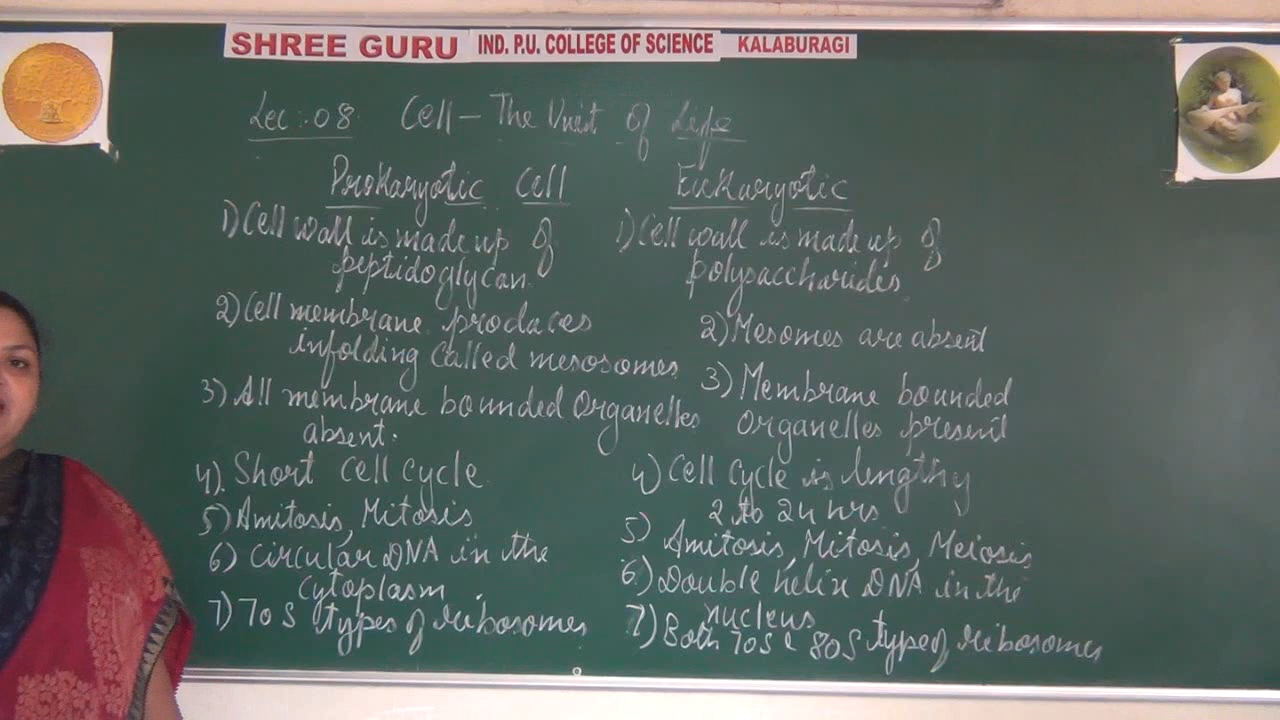 SHREE GURU IND. P.U. COLLEGE OF SCIENCE KALABURAGI
Lec:-08 Cell - The Unit of Life
Prokaryotic Cell
1) Cell wall is made up of
peptidoglycan
2) Cell membrane produces
infolding called mesosomes
3) All membrane bounded Organelles
absent.
4). Short Cell Cycle
5) Amitosis, Mitosis
6) Circular DNA in the
cytoplasm
7) 70 S types of ribosomes
Eukaryotic
1) Cell wall is made up of
polysaccharides
2) Mesomes are absent
3) Membrane bounded
Organelles present
4) Cell Cycle is lengthy
2 to 24 hrs
5) Amitosis, Mitosis, Meiosis
6) Double helix DNA in the
nucleus
7) Both 70S & 80S type of ribosomes